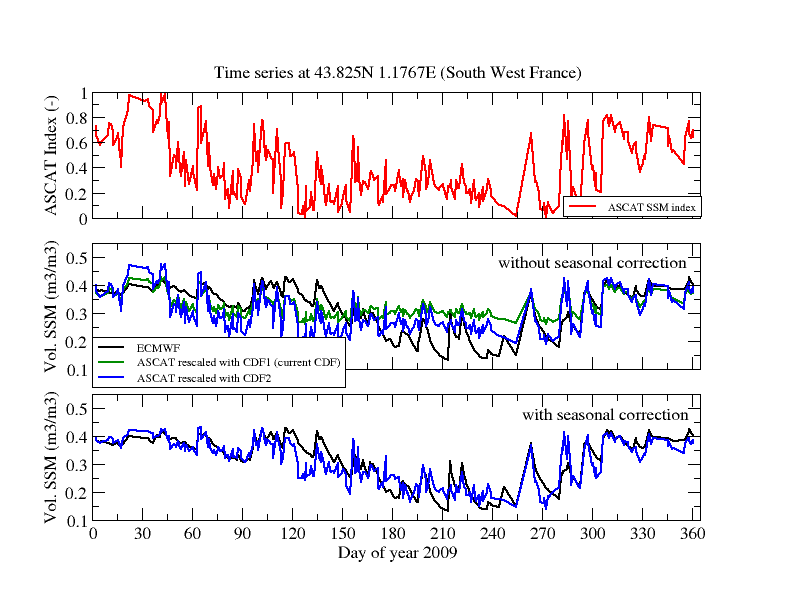 Time series at 43.825N 1.1767E (South West France)
ASCAT Index (-)
1
0.8
0.6
0.4
0.2
0
ASCAT SSM index
Vol. SSM (m3/m3)
0.5
0.4
0.3
0.2
0.1
without seasonal correction
ECMWF
ASCAT rescaled with CDF1 (current CDF)
ASCAT rescaled with CDF2
Vol. SSM (m3/m3)
0.5
0.4
0.3
0.2
0.1
with seasonal correction
0 30 60 90 120 150 180 210 240 270 300 330 360
Day of year 2009